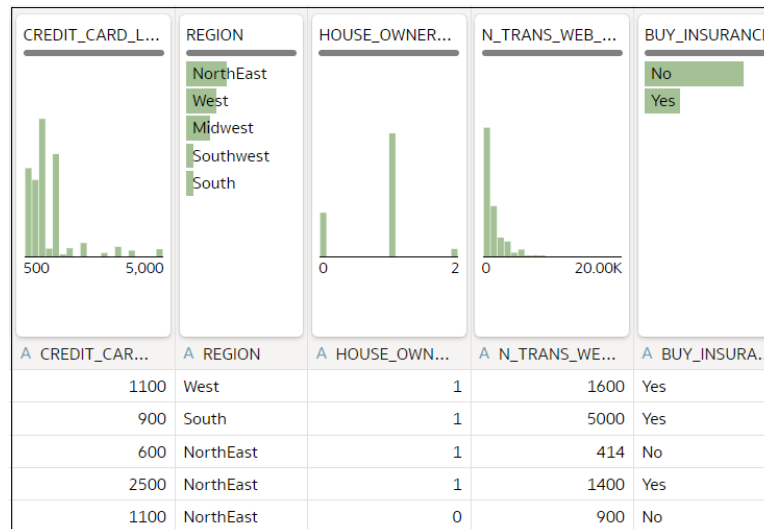 CREDIT_CARD_L... REGION HOUSE_OWNER... N_TRANS_WEB_... BUY_INSURANCE
NorthEast No
West Yes
Midwest
Southwest
South
500 5,000 0 2 0 20.00K
A CREDIT_CAR... A REGION A HOUSE_OWN... A N_TRANS_WE... A BUY_INSURA..
1100 West 1 1600 Yes
900 South 1 5000 Yes
600 NorthEast 1 414 No
2500 NorthEast 1 1400 Yes
1100 NorthEast 0 900 No